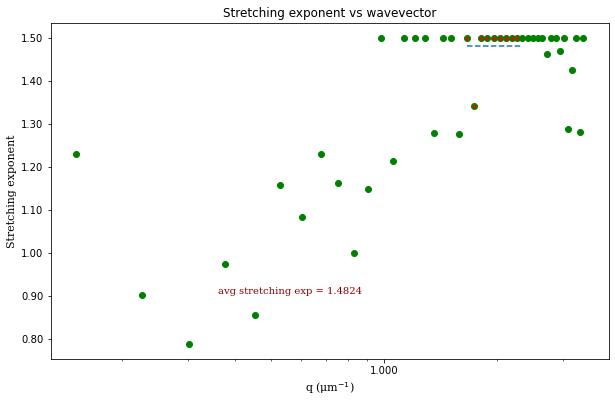 Stretching exponent vs wavevector
1.50
1.40
1.30
1.20
1.10
1.00
0.90
0.80
Stretching exponent
avg stretching exp = 1.4824
1.000
q (μm⁻¹)